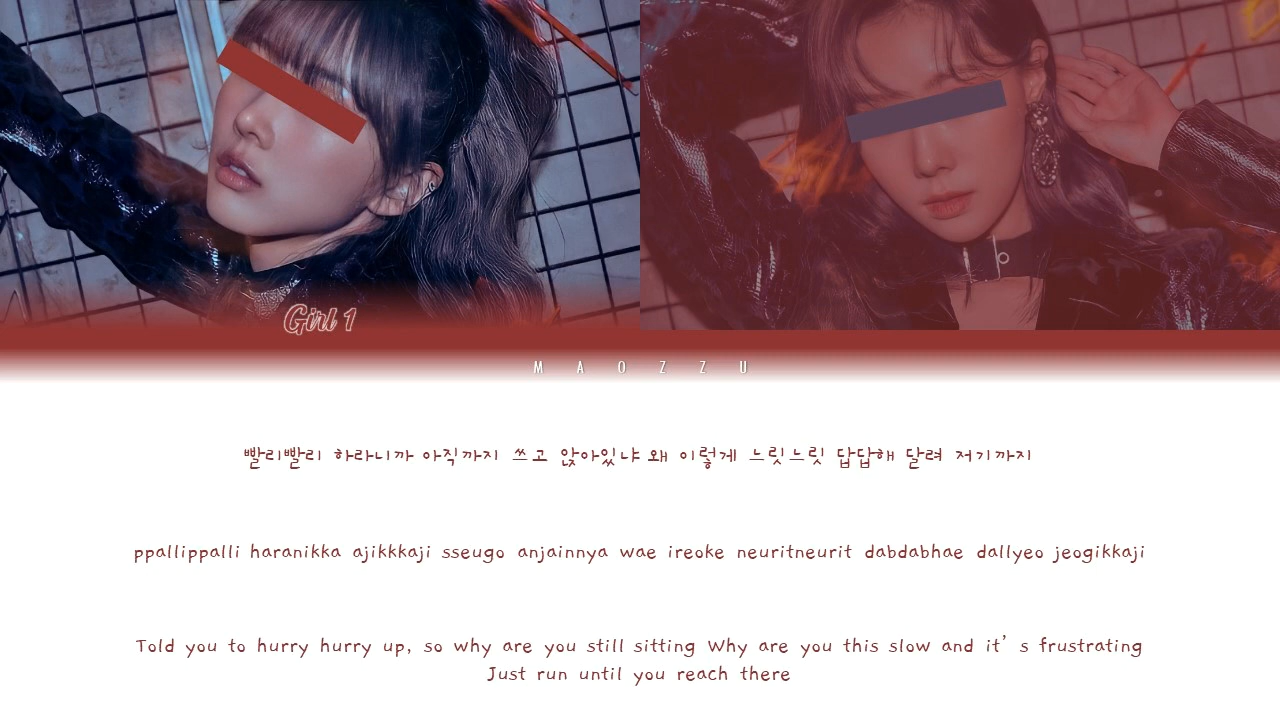 Girl 1
MAOZZU
빨리빨리 하라니까 아직까지 쓰고 앉아있냐 왜 이렇게 느릿느릿 답답해 달려 저기까지
ppallippalli haranikka ajikkkaji sseugo anjainnya wae ireoke neuritneurit dabdabhae dallyeo jeogikkaji
Told you to hurry hurry up, so why are you still sitting Why are you this slow and it’s frustrating
Just run until you reach there